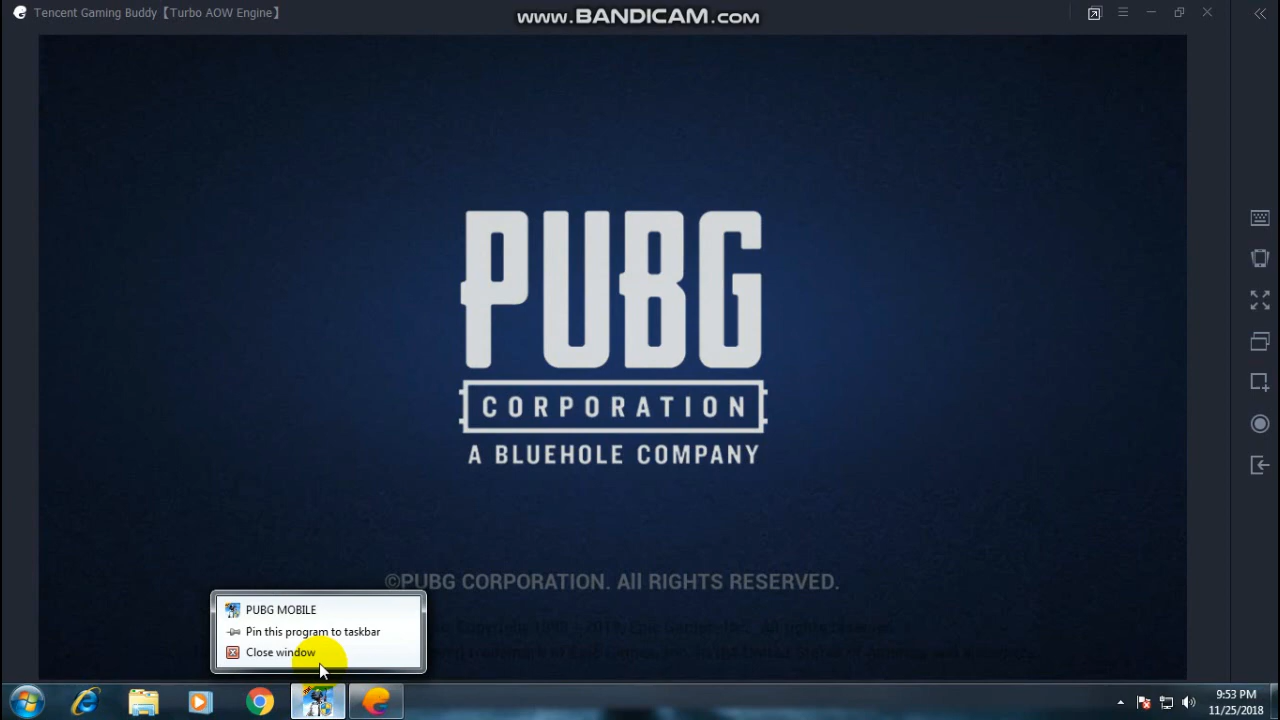 Tencent Gaming Buddy【Turbo AOW Engine】
www.BANDICAM.com
PUBG
CORPORATION
A BLUEHOLE COMPANY
©PUBG CORPORATION. All RIGHTS RESERVED.
PUBG MOBILE
Pin this program to taskbar
Close window
9:53 PM
11/25/2018